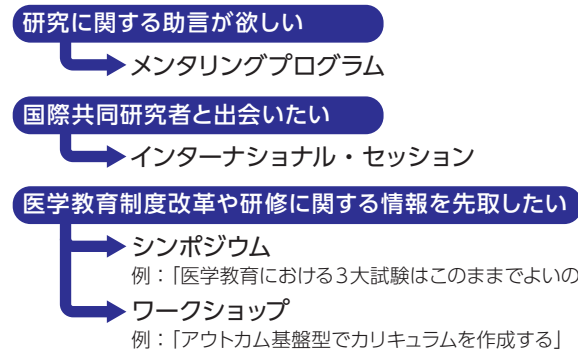 研究に関する助言が欲しい
メンタリングプログラム
国際共同研究者と出会いたい
インターナショナル・セッション
医学教育制度改革や研修に関する情報を先取したい
シンポジウム
例：「医学教育における3大試験はこのままでよいの
ワークショップ
例：「アウトカム基盤型でカリキュラムを作成する」